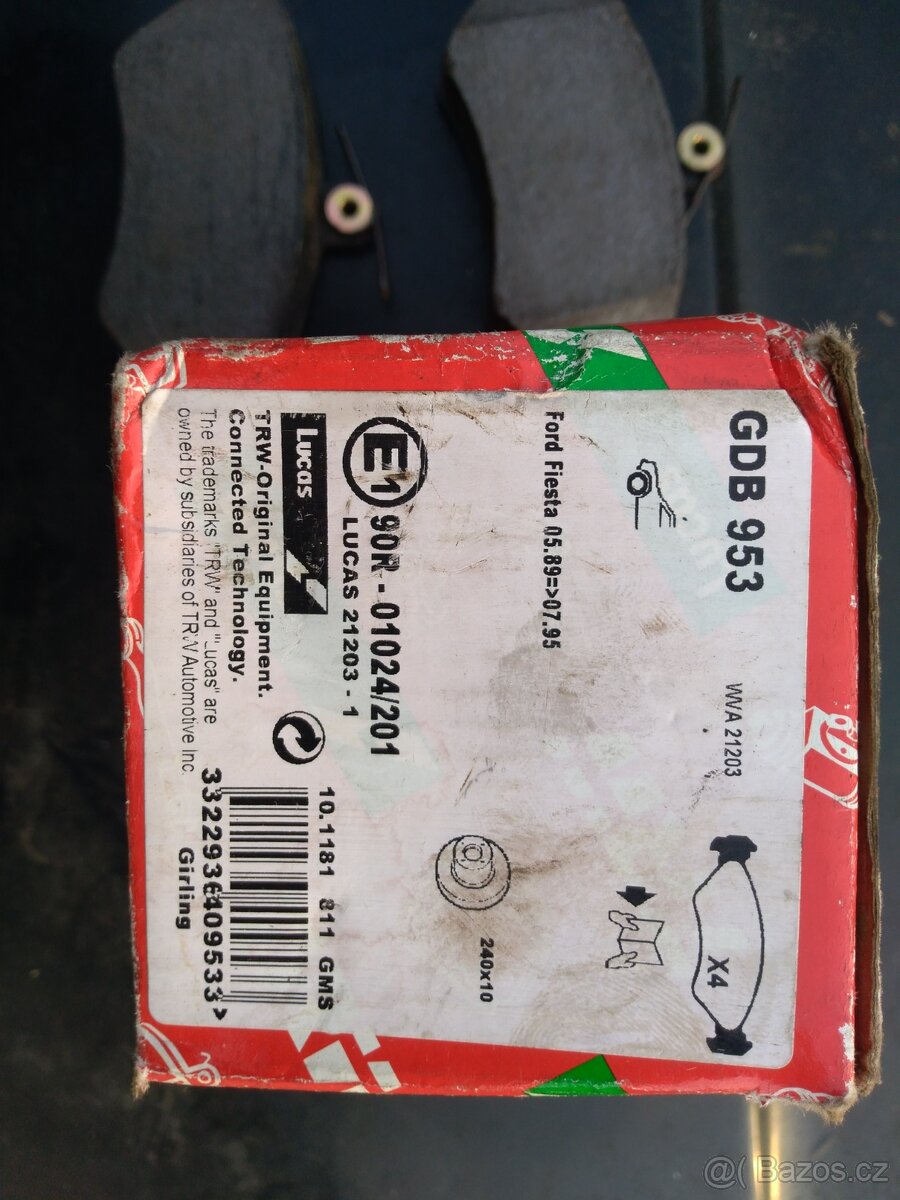 GDB 953
WVA 21203
X4
Ford Fiesta 05.89=>07.95
240x10
E1 90R - 01024/201
LUCAS 21203 - 1
Lucas
10.1181 811 GMS
TRW-Original Equipment.
Connected Technology.
The trademarks "TRW" and "Lucas" are
owned by subsidiaries of TRW Automotive Inc.
3322936409533>
Girling
@( Bazos.cz